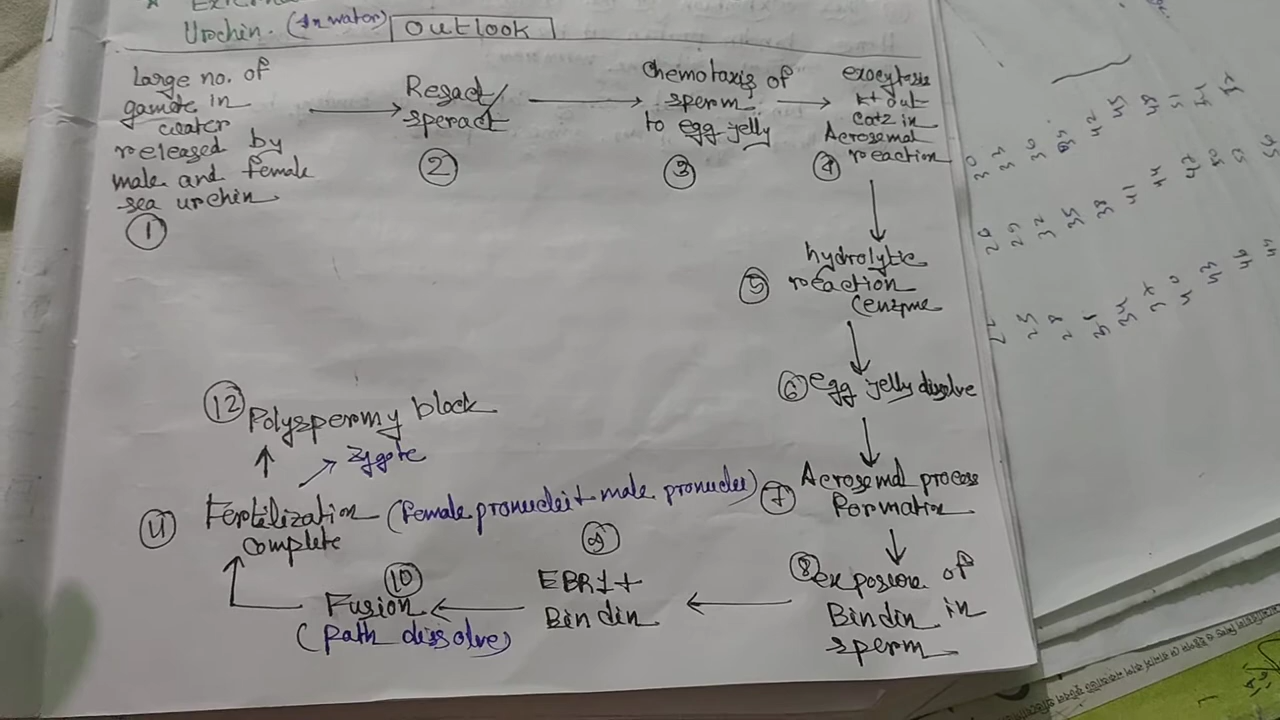 Urchin. (In water)
Outlook
Large no. of
gamete in
water
released by
male and female
sea urchin
1
Resact/
speract
2
Chemotaxis of
sperm
to egg jelly
3
exocytosis
K+ out
Ca+2 in
Acrosomal
reaction
4
hydrolytic
reaction
(enzme
5
6 egg jelly dissolve
7 Acrosomal process
Formation
8 exposure of
Bindin in
sperm
9
EBR1+
Bindin
10
Fusion
(path dissolve)
11 Fertilization (female pronuclei + male pronuclei)
complete
zygote
12
Polyspermy block